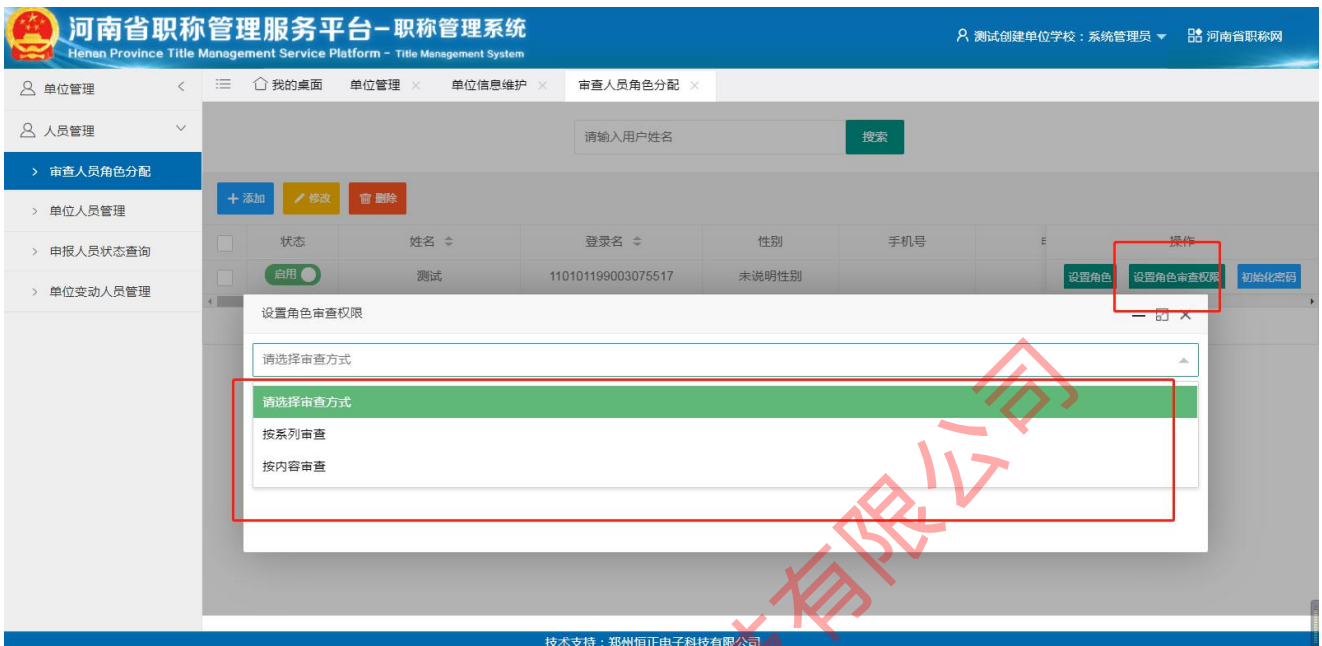 河南省职称管理服务平台-职称管理系统
Henan Province Title Management Service Platform - Title Management System
测试创建单位学校：系统管理员
河南省职称网
单位管理
人员管理
审查人员角色分配
单位人员管理
申报人员状态查询
单位变动人员管理
我的桌面 单位管理 单位信息维护 审查人员角色分配
请输入用户姓名 搜索
添加 修改 删除
状态 姓名 登录名 性别 手机号 操作
启用 测试 110101199003075517 未说明性别 设置角色 设置角色审查权限 初始化密码
设置角色审查权限
请选择审查方式
请选择审查方式
按系列审查
按内容审查
技术支持：郑州恒正电子科技有限公司
有限公司